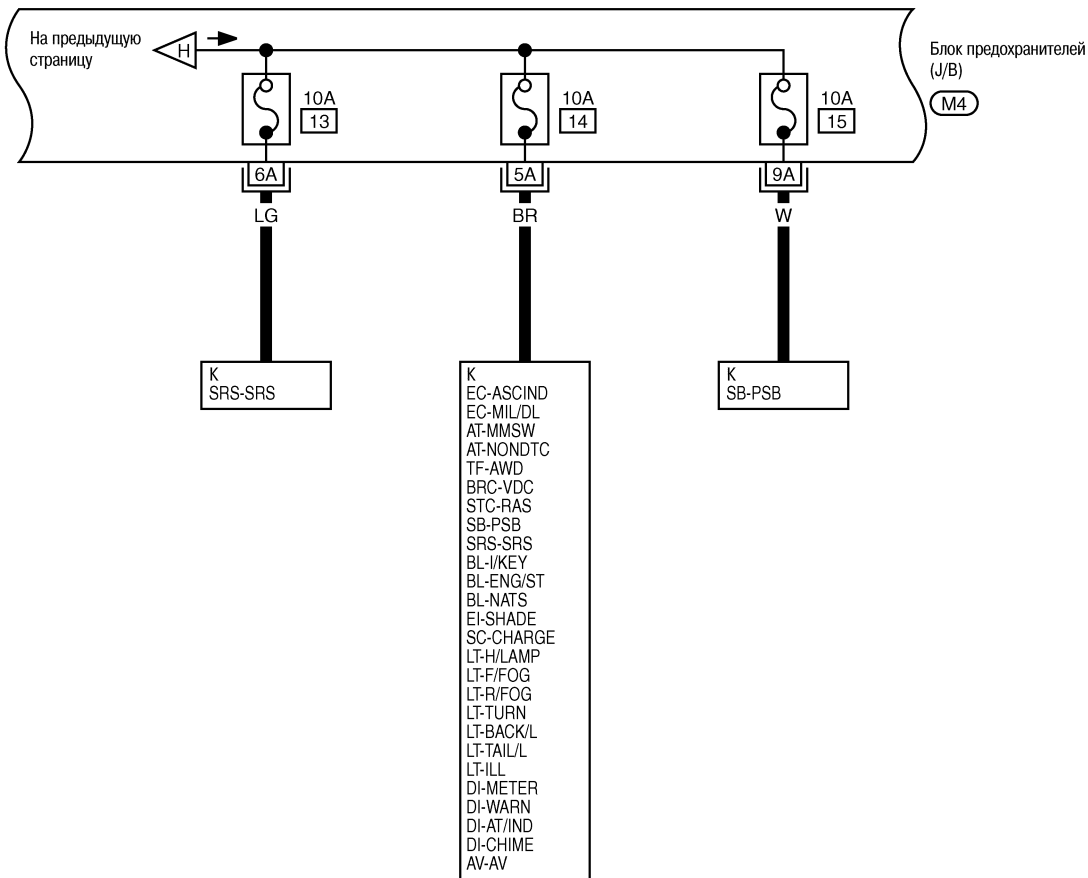 На предыдущую
страницу
H
Блок предохранителей
(J/B)
M4
10A
13
10A
14
10A
15
6A
5A
9A
LG
BR
W
K
SRS-SRS
K
EC-ASCIND
EC-MIL/DL
AT-MMSW
AT-NONDTC
TF-AWD
BRC-VDC
STC-RAS
SB-PSB
SRS-SRS
BL-I/KEY
BL-ENG/ST
BL-NATS
EI-SHADE
SC-CHARGE
LT-H/LAMP
LT-F/FOG
LT-R/FOG
LT-TURN
LT-BACK/L
LT-TAIL/L
LT-ILL
DI-METER
DI-WARN
DI-AT/IND
DI-CHIME
AV-AV
K
SB-PSB